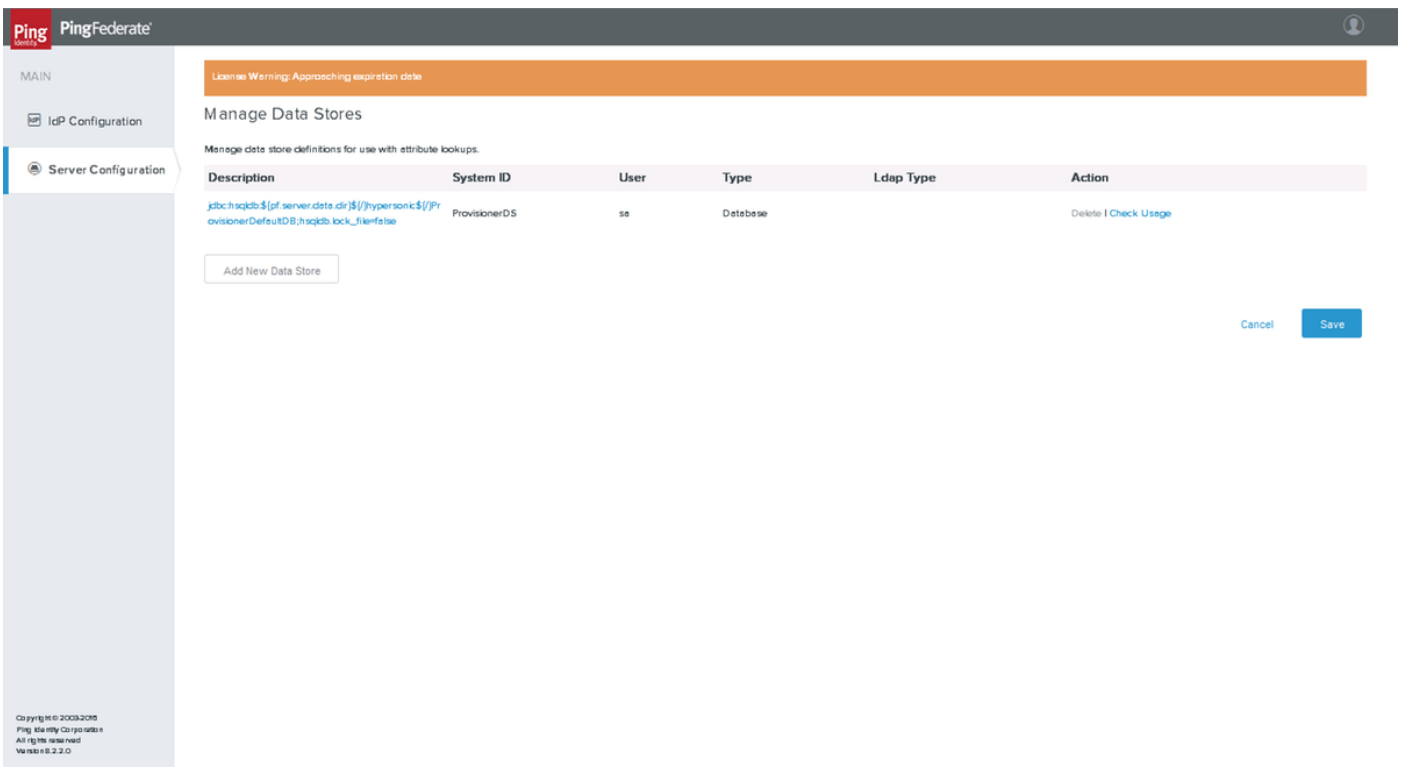 Ping
Identity
PingFederate
MAIN
IdP Configuration
Server Configuration
License Warning: Approaching expiration date
Manage Data Stores
Manage data store definitions for use with attribute lookups.
Description System ID User Type Ldap Type Action
jdbc:hsqldb:${pf.server.data.dir}${/}hypersonic${/}Pr
ovisionerDefaultDB;hsqldb.lock_file=false
ProvisionerDS sa Database Delete | Check Usage
Add New Data Store
Cancel Save
Copyright © 2003-2016
Ping Identity Corporation
All rights reserved
Version 8.2.2.0